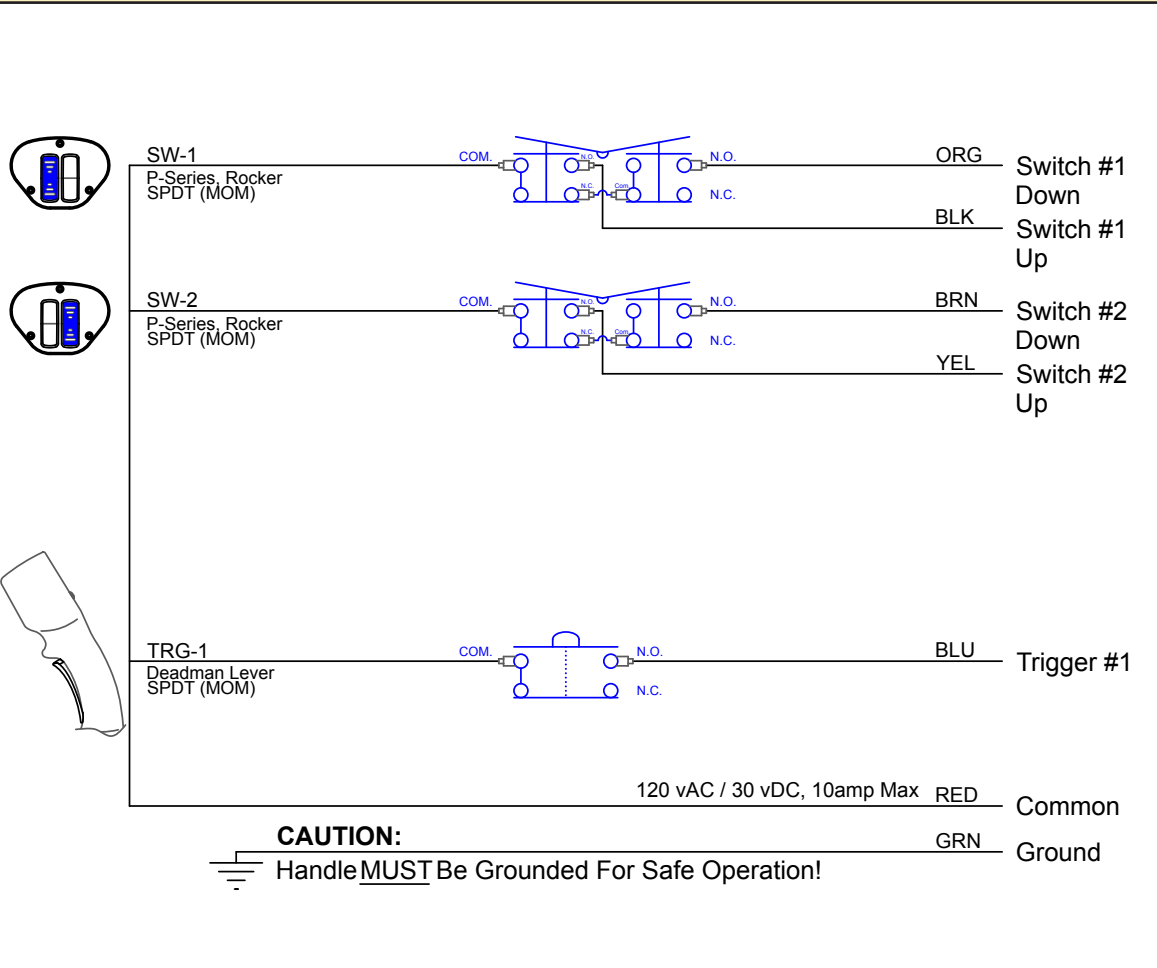 SW-1
P-Series, Rocker
SPDT (MOM)
COM.
N.O.
N.C.
Com.
N.O.
N.C.
ORG
Switch #1
Down
BLK
Switch #1
Up
SW-2
P-Series, Rocker
SPDT (MOM)
COM.
N.O.
N.C.
Com.
N.O.
N.C.
BRN
Switch #2
Down
YEL
Switch #2
Up
TRG-1
Deadman Lever
SPDT (MOM)
COM.
N.O.
N.C.
BLU
Trigger #1
120 vAC / 30 vDC, 10amp Max
RED
Common
CAUTION:
Handle MUST Be Grounded For Safe Operation!
GRN
Ground